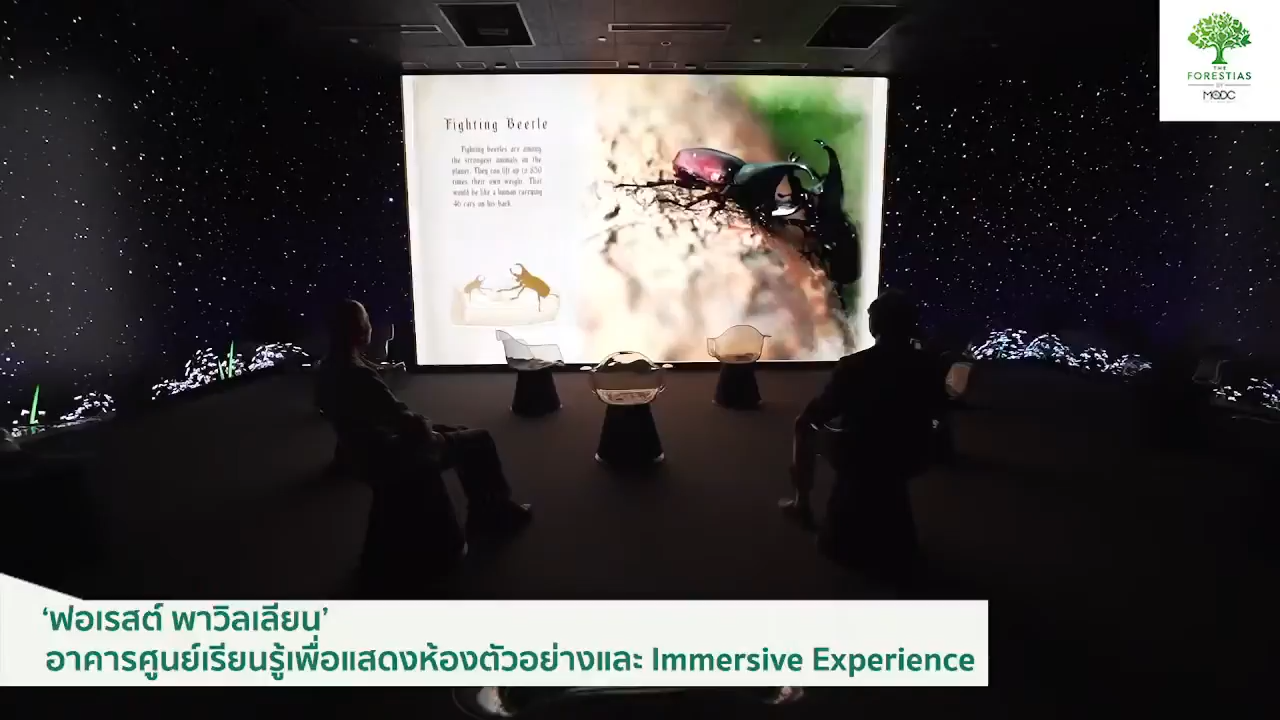 THE
FORESTIAS
BY
MQDC
Fighting Beetle
Fighting beetles are among
the strongest animals on the
planet. They can lift up to 850
times their own weight. That
would be like a human carrying
46 cars on his back
‘ฟอเรสต์ พาวิลเลียน’
อาคารศูนย์เรียนรู้เพื่อแสดงห้องตัวอย่างและ Immersive Experience